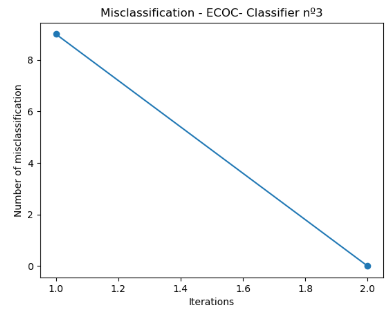 Misclassification - ECOC- Classifier nº3
Number of misclassification
8
6
4
2
0
1.0 1.2 1.4 1.6 1.8 2.0
Iterations